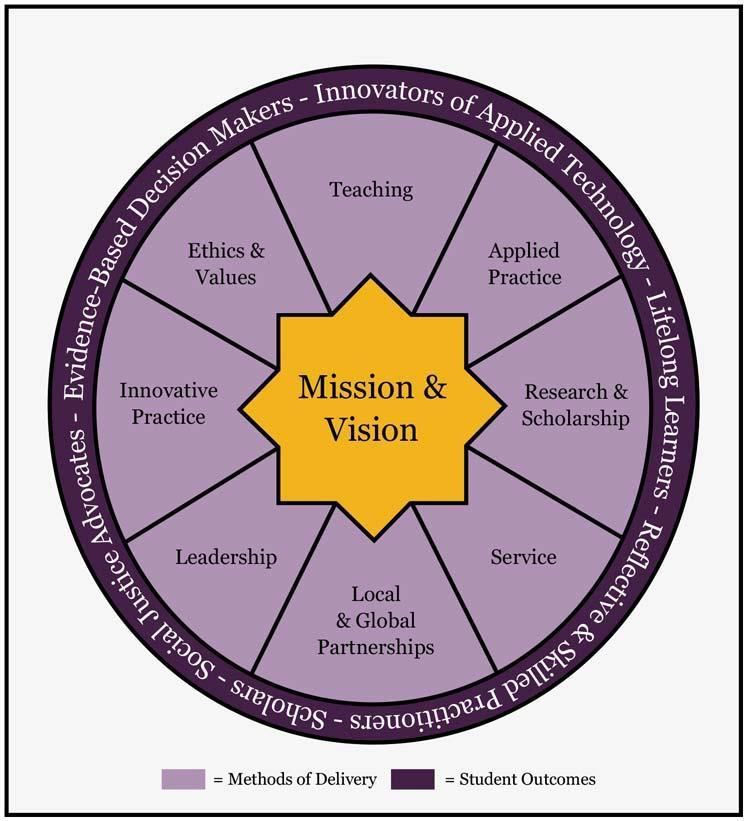 Evidence-Based Decision Makers - Innovators of Applied Technology - Lifelong Learners - Reflective & Skilled Practitioners - Scholars - Social Justice Advocates -
Teaching
Applied
Practice
Research &
Scholarship
Service
Local
& Global
Partnerships
Leadership
Innovative
Practice
Ethics &
Values
Mission &
Vision
= Methods of Delivery
= Student Outcomes